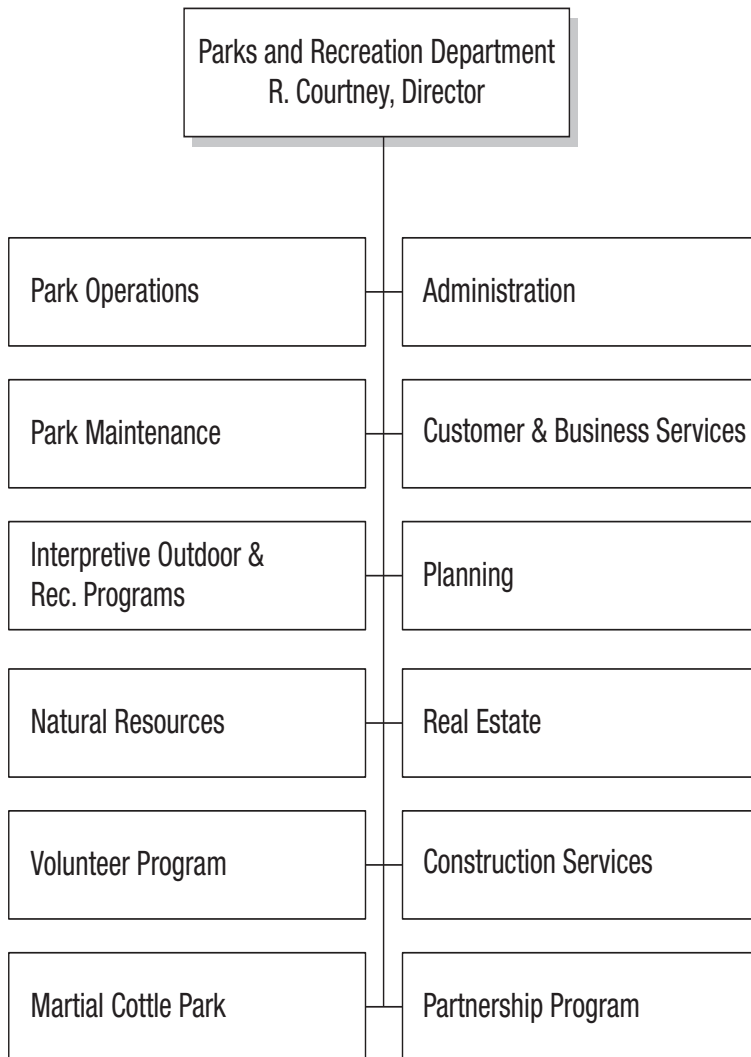 Parks and Recreation Department
R. Courtney, Director
Park Operations
Administration
Park Maintenance
Customer & Business Services
Interpretive Outdoor &
Rec. Programs
Planning
Natural Resources
Real Estate
Volunteer Program
Construction Services
Martial Cottle Park
Partnership Program